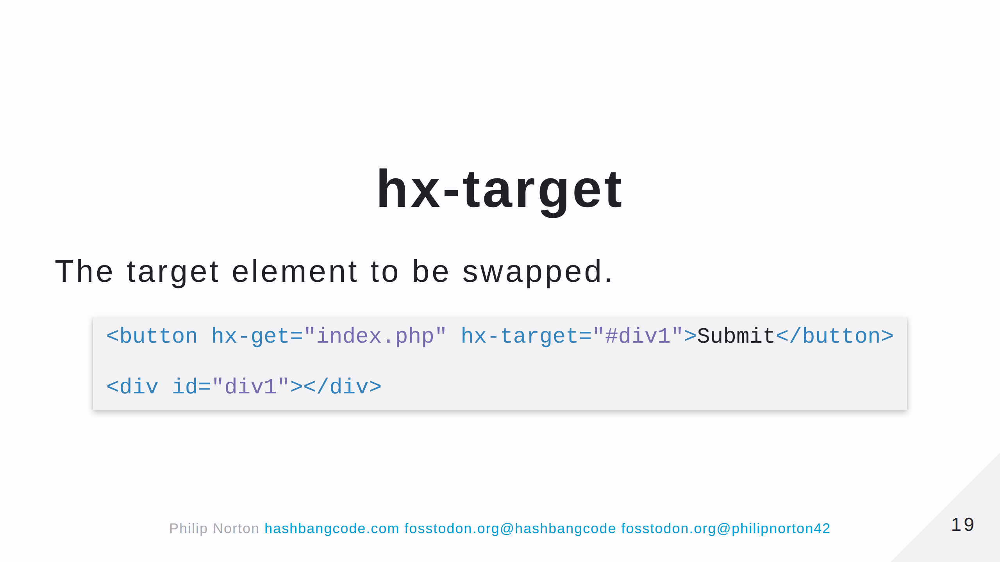 hx-target
The target element to be swapped.
<button hx-get="index.php" hx-target="#div1">Submit</button>
<div id="div1"></div>
Philip Norton hashbangcode.com fosstodon.org@hashbangcode fosstodon.org@philipnorton42
19